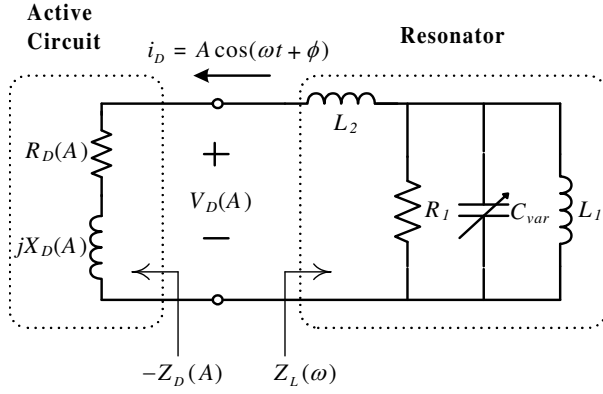 Active
Circuit
i_D = A cos(ωt + ϕ)
Resonator
L_2
R_D(A)
+
V_D(A)
−
R_1
C_var
L_1
jX_D(A)
−Z_D(A)
Z_L(ω)